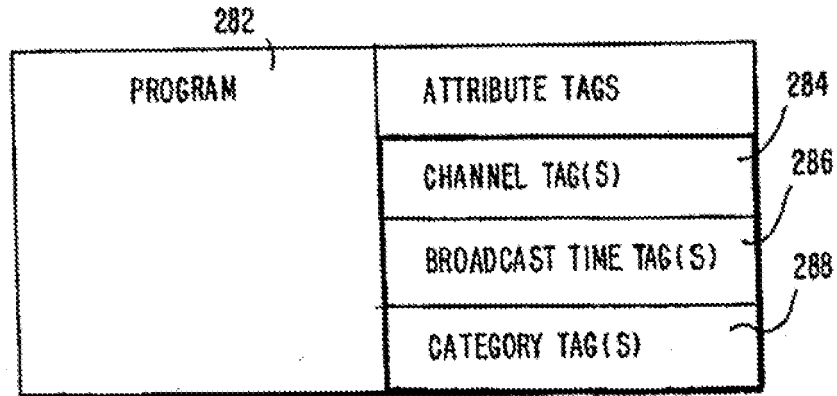 282
PROGRAM
ATTRIBUTE TAGS
284
CHANNEL TAG(S)
286
BROADCAST TIME TAG(S)
288
CATEGORY TAG(S)